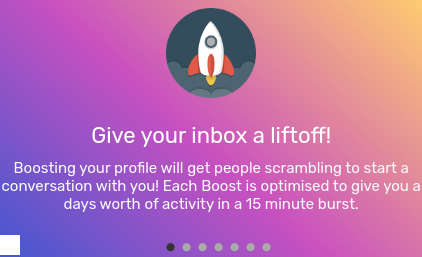 Give your inbox a liftoff!
Boosting your profile will get people scrambling to start a
conversation with you! Each Boost is optimised to give you a
days worth of activity in a 15 minute burst.